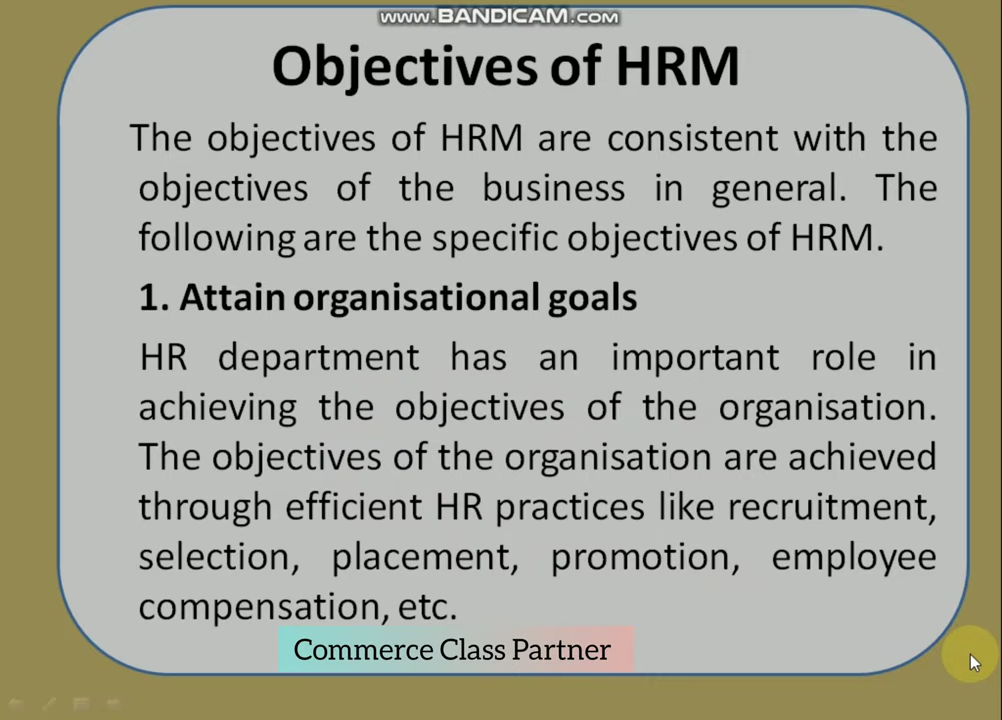 www.BANDICAM.com
Objectives of HRM
The objectives of HRM are consistent with the
objectives of the business in general. The
following are the specific objectives of HRM.
1. Attain organisational goals
HR department has an important role in
achieving the objectives of the organisation.
The objectives of the organisation are achieved
through efficient HR practices like recruitment,
selection, placement, promotion, employee
compensation, etc.
Commerce Class Partner